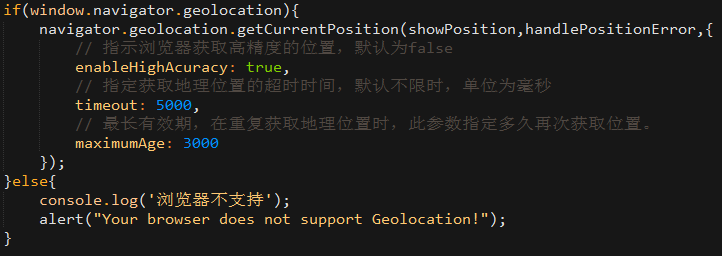 if(window.navigator.geolocation){
navigator.geolocation.getCurrentPosition(showPosition,handlePositionError,{
// 指示浏览器获取高精度的位置，默认为false
enableHighAcuracy: true,
// 指定获取地理位置的超时时间，默认不限时，单位为毫秒
timeout: 5000,
// 最长有效期，在重复获取地理位置时，此参数指定多久再次获取位置。
maximumAge: 3000
});
}else{
console.log('浏览器不支持');
alert("Your browser does not support Geolocation!");
}